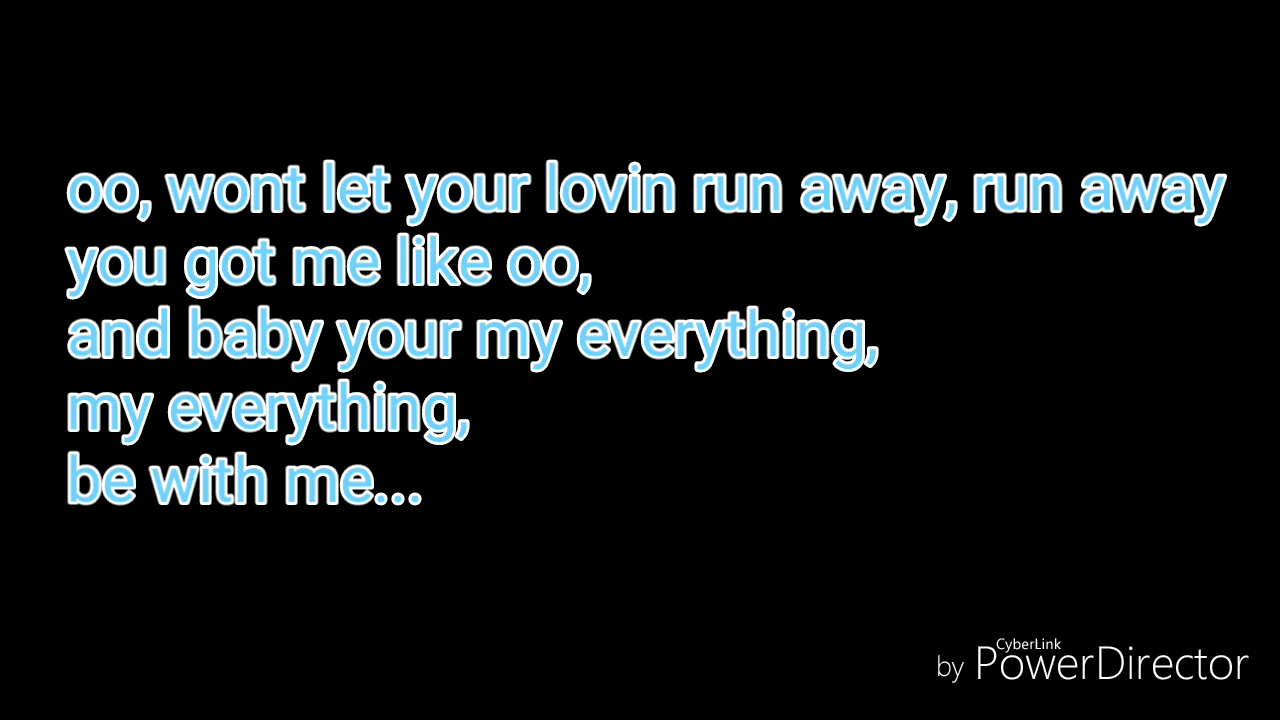 oo, wont let your lovin run away, run away
you got me like oo,
and baby your my everything,
my everything,
be with me...
by CyberLink PowerDirector